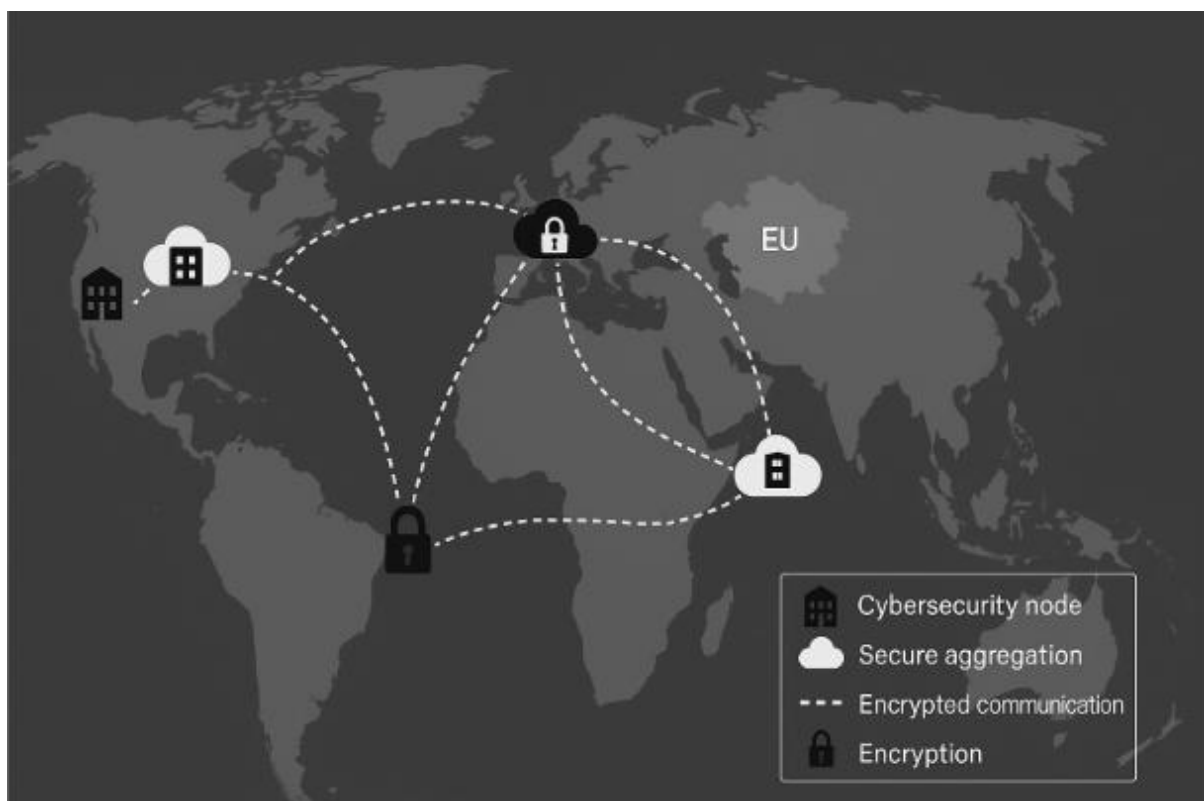 EU
Cybersecurity node
Secure aggregation
Encrypted communication
Encryption